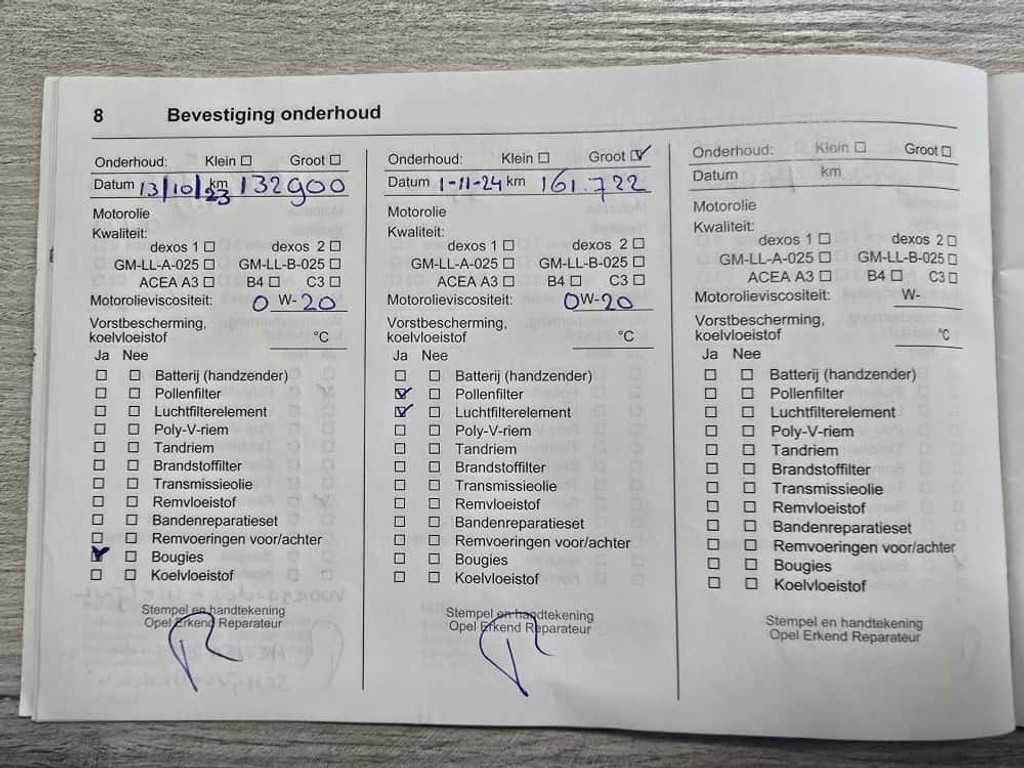 8 Bevestiging onderhoud
Onderhoud: Klein ☐ Groot ☐
Datum 13/10/23 km 132900
Motorolie
Kwaliteit:
dexos 1 ☐ dexos 2 ☐
GM-LL-A-025 ☐ GM-LL-B-025 ☐
ACEA A3 ☐ B4 ☐ C3 ☐
Motorolieviscositeit: 0 W-20
Vorstbescherming,
koelvloeistof °C
Ja Nee
☐ ☐ Batterij (handzender)
☐ ☐ Pollenfilter
☐ ☐ Luchtfilterelement
☐ ☐ Poly-V-riem
☐ ☐ Tandriem
☐ ☐ Brandstoffilter
☐ ☐ Transmissieolie
☐ ☐ Remvloeistof
☐ ☐ Bandenreparatieset
☐ ☐ Remvoeringen voor/achter
☑ ☐ Bougies
☐ ☐ Koelvloeistof
Stempel en handtekening
Opel Erkend Reparateur
Onderhoud: Klein ☐ Groot ☑
Datum 1-11-24 km 161.722
Motorolie
Kwaliteit:
dexos 1 ☐ dexos 2 ☐
GM-LL-A-025 ☐ GM-LL-B-025 ☐
ACEA A3 ☐ B4 ☐ C3 ☐
Motorolieviscositeit: 0W-20
Vorstbescherming,
koelvloeistof °C
Ja Nee
☐ ☐ Batterij (handzender)
☑ ☐ Pollenfilter
☑ ☐ Luchtfilterelement
☐ ☐ Poly-V-riem
☐ ☐ Tandriem
☐ ☐ Brandstoffilter
☐ ☐ Transmissieolie
☐ ☐ Remvloeistof
☐ ☐ Bandenreparatieset
☐ ☐ Remvoeringen voor/achter
☐ ☐ Bougies
☐ ☐ Koelvloeistof
Stempel en handtekening
Opel Erkend Reparateur
Onderhoud: Klein ☐ Groot ☐
Datum km
Motorolie
Kwaliteit:
dexos 1 ☐ dexos 2 ☐
GM-LL-A-025 ☐ GM-LL-B-025 ☐
ACEA A3 ☐ B4 ☐ C3 ☐
Motorolieviscositeit: W-
Vorstbescherming,
koelvloeistof °C
Ja Nee
☐ ☐ Batterij (handzender)
☐ ☐ Pollenfilter
☐ ☐ Luchtfilterelement
☐ ☐ Poly-V-riem
☐ ☐ Tandriem
☐ ☐ Brandstoffilter
☐ ☐ Transmissieolie
☐ ☐ Remvloeistof
☐ ☐ Bandenreparatieset
☐ ☐ Remvoeringen voor/achter
☐ ☐ Bougies
☐ ☐ Koelvloeistof
Stempel en handtekening
Opel Erkend Reparateur